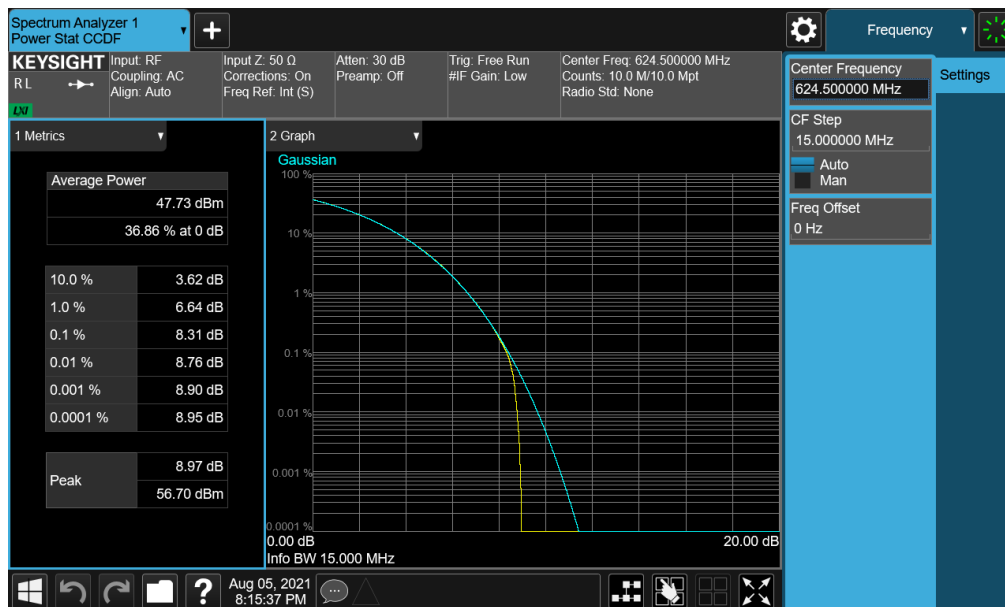 Spectrum Analyzer 1
Power Stat CCDF
Frequency
KEYSIGHT
R L
LXI
Input: RF
Coupling: AC
Align: Auto
Input Z: 50 Ω
Corrections: On
Freq Ref: Int (S)
Atten: 30 dB
Preamp: Off
Trig: Free Run
#IF Gain: Low
Center Freq: 624.500000 MHz
Counts: 10.0 M/10.0 Mpt
Radio Std: None
Center Frequency
624.500000 MHz
Settings
CF Step
15.000000 MHz
Auto
Man
Freq Offset
0 Hz
1 Metrics
Average Power
47.73 dBm
36.86 % at 0 dB
10.0 % 3.62 dB
1.0 % 6.64 dB
0.1 % 8.31 dB
0.01 % 8.76 dB
0.001 % 8.90 dB
0.0001 % 8.95 dB
Peak 8.97 dB
56.70 dBm
2 Graph
Gaussian
100 %
10 %
1 %
0.1 %
0.01 %
0.001 %
0.0001 %
0.00 dB 20.00 dB
Info BW 15.000 MHz
?
Aug 05, 2021
8:15:37 PM